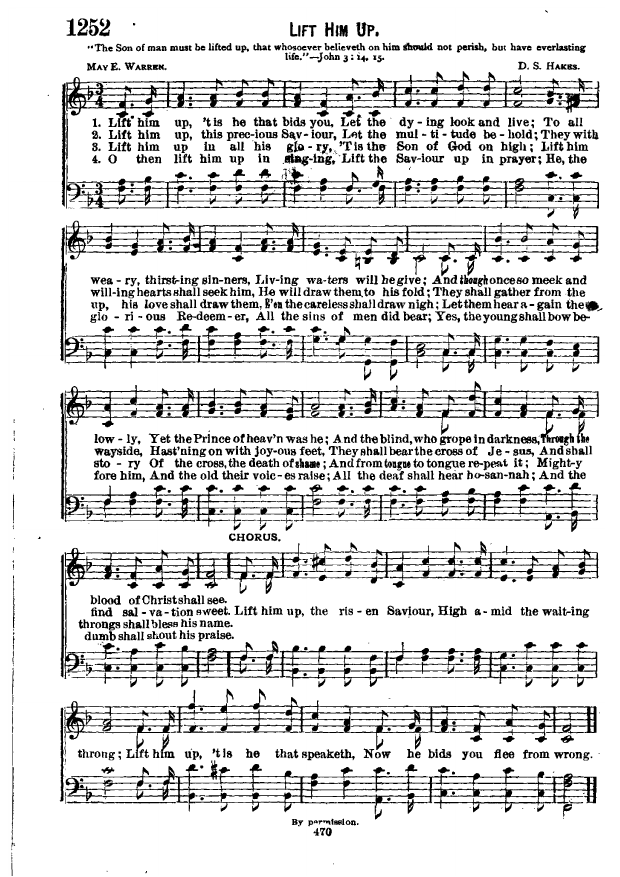 1252
LIFT HIM UP.
"The Son of man must be lifted up, that whosoever believeth on him should not perish, but have everlasting
life."—John 3 : 14, 15.
MAY E. WARREN.
D. S. HAKES.
3
4
1. Lift him up, 'tis he that bids you, Let the dy - ing look and live; To all
2. Lift him up, this prec-ious Sav - iour, Let the mul - ti - tude be - hold; They with
3. Lift him up in all his glo - ry, 'Tis the Son of God on high; Lift him
4. O then lift him up in sing-ing, Lift the Saviour up in prayer; He, the
3
4
wea - ry, thirst-ing sin-ners, Liv - ing wa-ters will he give; And though once so meek and
will-ing hearts shall seek him, He will draw them to his fold; They shall gather from the
up, his love shall draw them, E'en the careless shall draw nigh; Let them hear a - gain the
glo - ri - ous Re-deem - er, All the sins of men did bear; Yes, the young shall bow be-
low - ly, Yet the Prince of heav'n was he; And the blind, who grope in darkness, Through the
wayside, Hast'ning on with joy-ous feet, They shall bear the cross of Je - sus, And shall
sto - ry Of the cross, the death of shame; And from tongue to tongue re-peat it; Might-y
fore him, And the old their voic - es raise; All the deaf shall hear ho-san-nah; And the
CHORUS.
blood of Christ shall see.
find sal - va - tion sweet. Lift him up, the ris - en Saviour, High a - mid the wait-ing
throngs shall bless his name.
dumb shall shout his praise.
throng; Lift him up, 'tis he that speaketh, Now he bids you flee from wrong.
By permission.
470